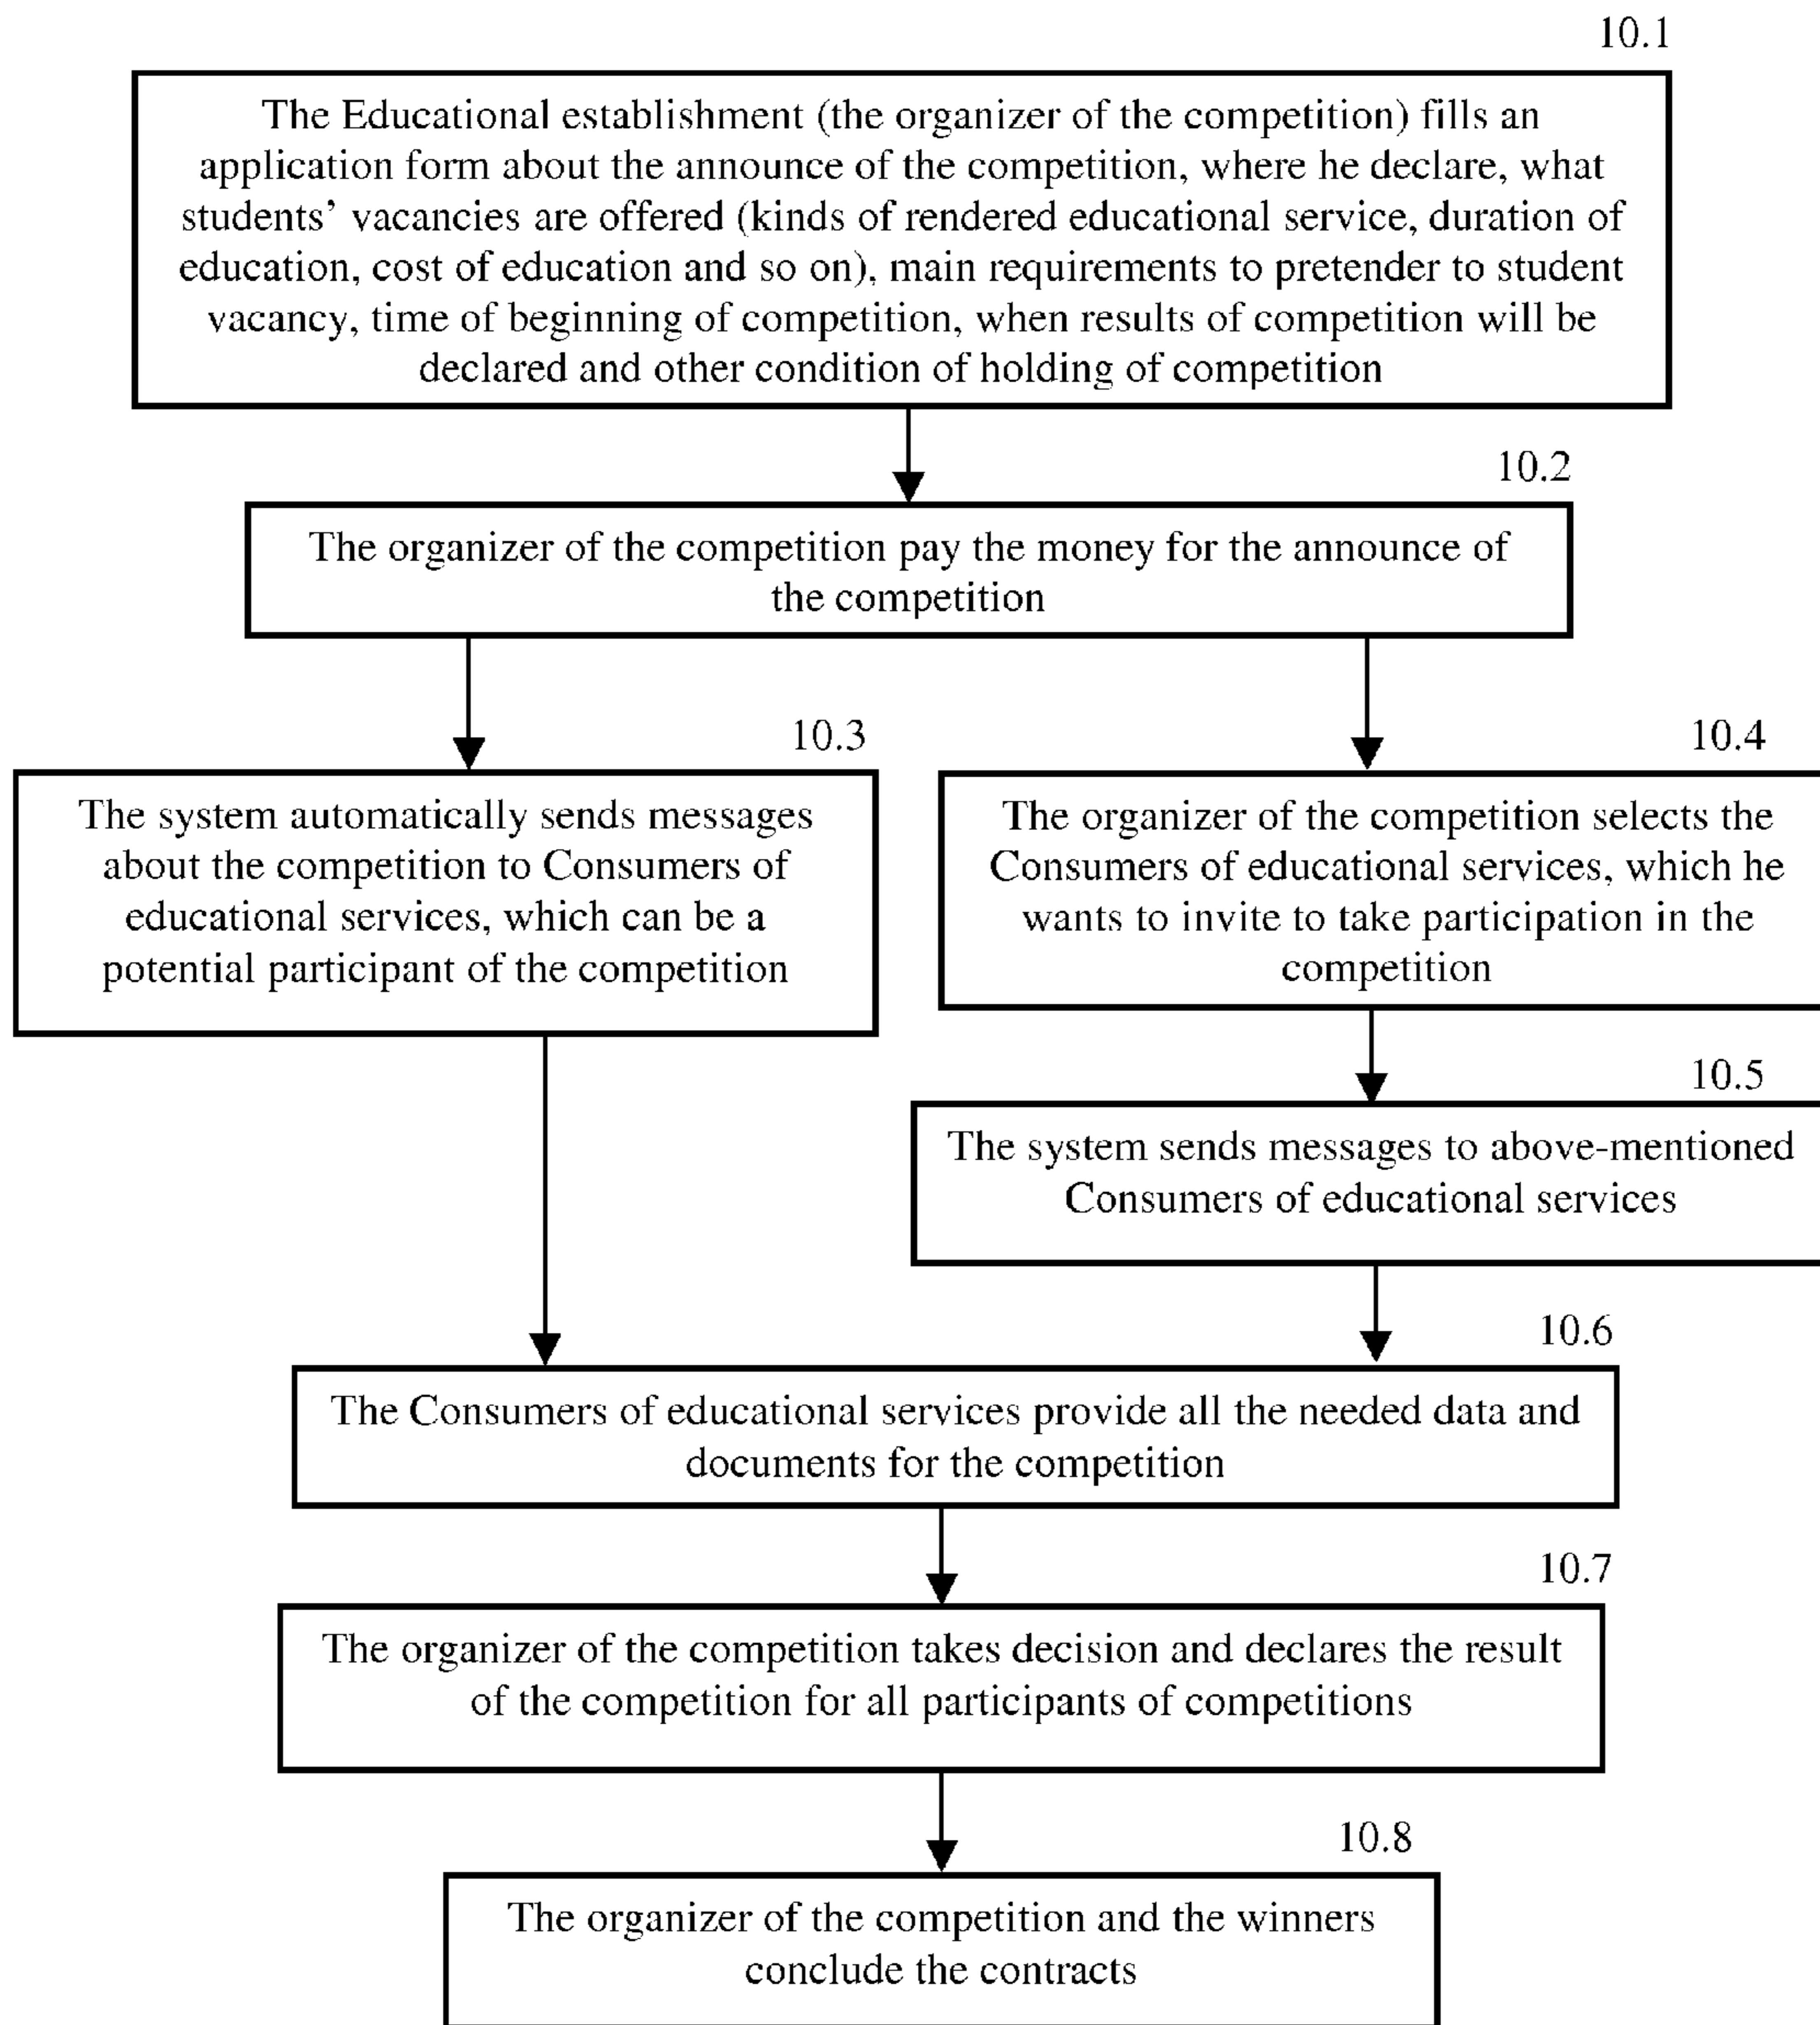 10.1
The Educational establishment (the organizer of the competition) fills an
application form about the announce of the competition, where he declare, what
students’ vacancies are offered (kinds of rendered educational service, duration of
education, cost of education and so on), main requirements to pretender to student
vacancy, time of beginning of competition, when results of competition will be
declared and other condition of holding of competition
10.2
The organizer of the competition pay the money for the announce of
the competition
10.3
The system automatically sends messages
about the competition to Consumers of
educational services, which can be a
potential participant of the competition
10.4
The organizer of the competition selects the
Consumers of educational services, which he
wants to invite to take participation in the
competition
10.5
The system sends messages to above-mentioned
Consumers of educational services
10.6
The Consumers of educational services provide all the needed data and
documents for the competition
10.7
The organizer of the competition takes decision and declares the result
of the competition for all participants of competitions
10.8
The organizer of the competition and the winners
conclude the contracts